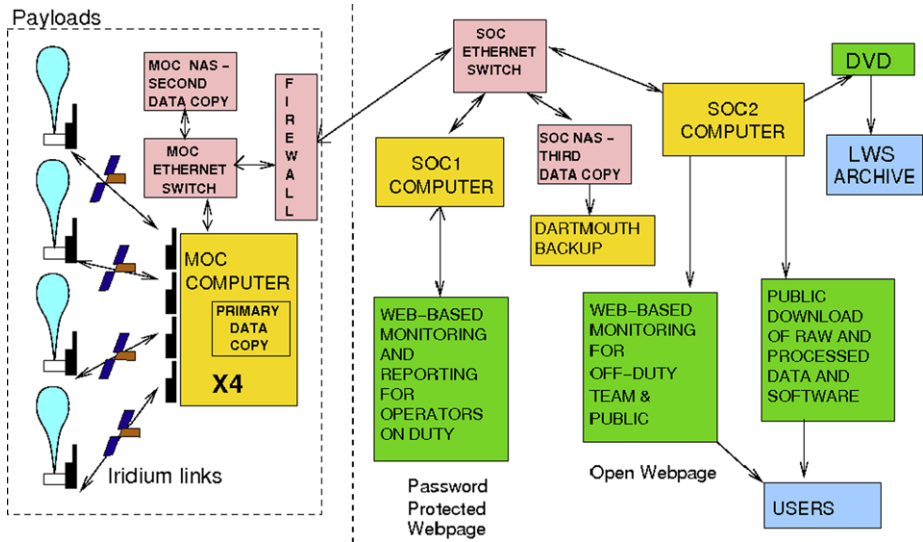 Payloads
MOC NAS –
SECOND
DATA COPY
MOC
ETHERNET
SWITCH
F
I
R
E
W
A
L
L
MOC
COMPUTER
PRIMARY
DATA
COPY
X4
Iridium links
SOC
ETHERNET
SWITCH
SOC1
COMPUTER
SOC NAS –
THIRD
DATA COPY
DARTMOUTH
BACKUP
SOC2
COMPUTER
DVD
LWS
ARCHIVE
WEB–BASED
MONITORING
AND
REPORTING
FOR
OPERATORS
ON DUTY
WEB–BASED
MONITORING
FOR
OFF–DUTY
TEAM &
PUBLIC
PUBLIC
DOWNLOAD
OF RAW AND
PROCESSED
DATA AND
SOFTWARE
Password
Protected
Webpage
Open Webpage
USERS